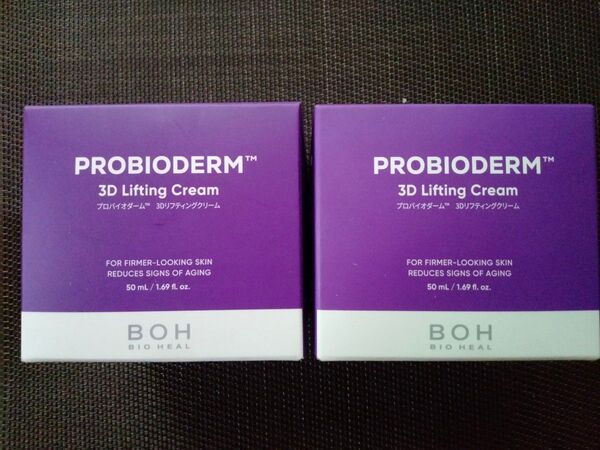 PROBIODERM™
3D Lifting Cream
プロバイオダーム™ 3Dリフティングクリーム
FOR FIRMER-LOOKING SKIN
REDUCES SIGNS OF AGING
50 mL / 1.69 fl. oz.
BOH
BIO HEAL
PROBIODERM™
3D Lifting Cream
プロバイオダーム™ 3Dリフティングクリーム
FOR FIRMER-LOOKING SKIN
REDUCES SIGNS OF AGING
50 mL / 1.69 fl. oz.
BOH
BIO HEAL